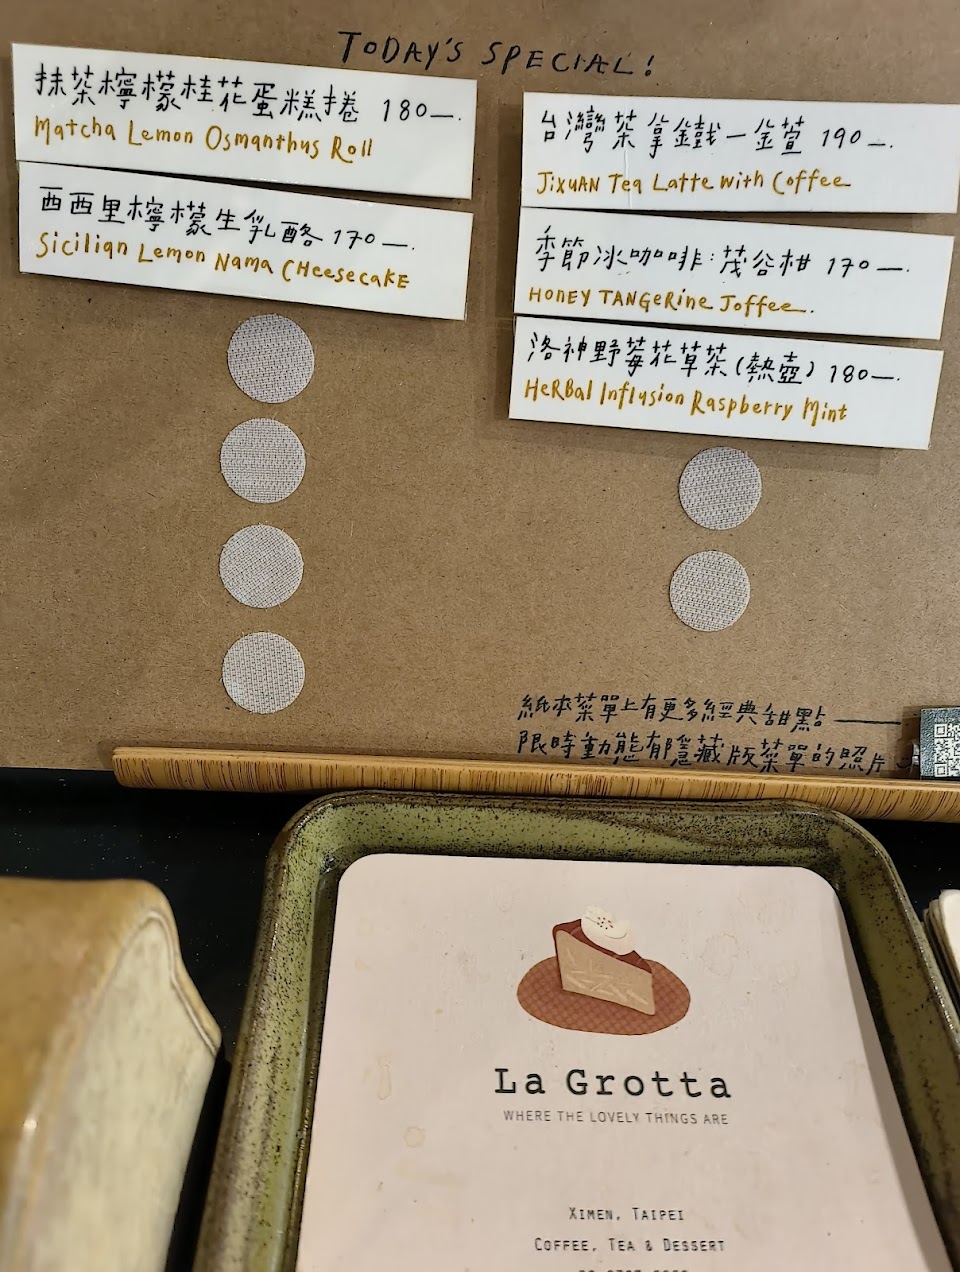 TODAY'S SPECIAL!
抹茶檸檬桂花蛋糕捲 180—.
Matcha Lemon Osmanthus Roll
西西里檸檬生乳酪 170—.
Sicilian Lemon Nama CHeesecaKE
台灣茶拿鐵一金萱 190—.
JiXUAN Tea Latte with Coffee
季節冰咖啡:茂谷柑 170—.
HONEY TANGeRine Joffee.
洛神野莓花草茶(熱壺) 180—.
HeRBal Infusion Raspberry Mint
紙本菜單上有更多經典甜點——
限時動態有隱藏版菜單的照片
La Grotta
WHERE THE LOVELY THINGS ARE
XIMEN, TAIPEI
COFFEE, TEA & DESSERT